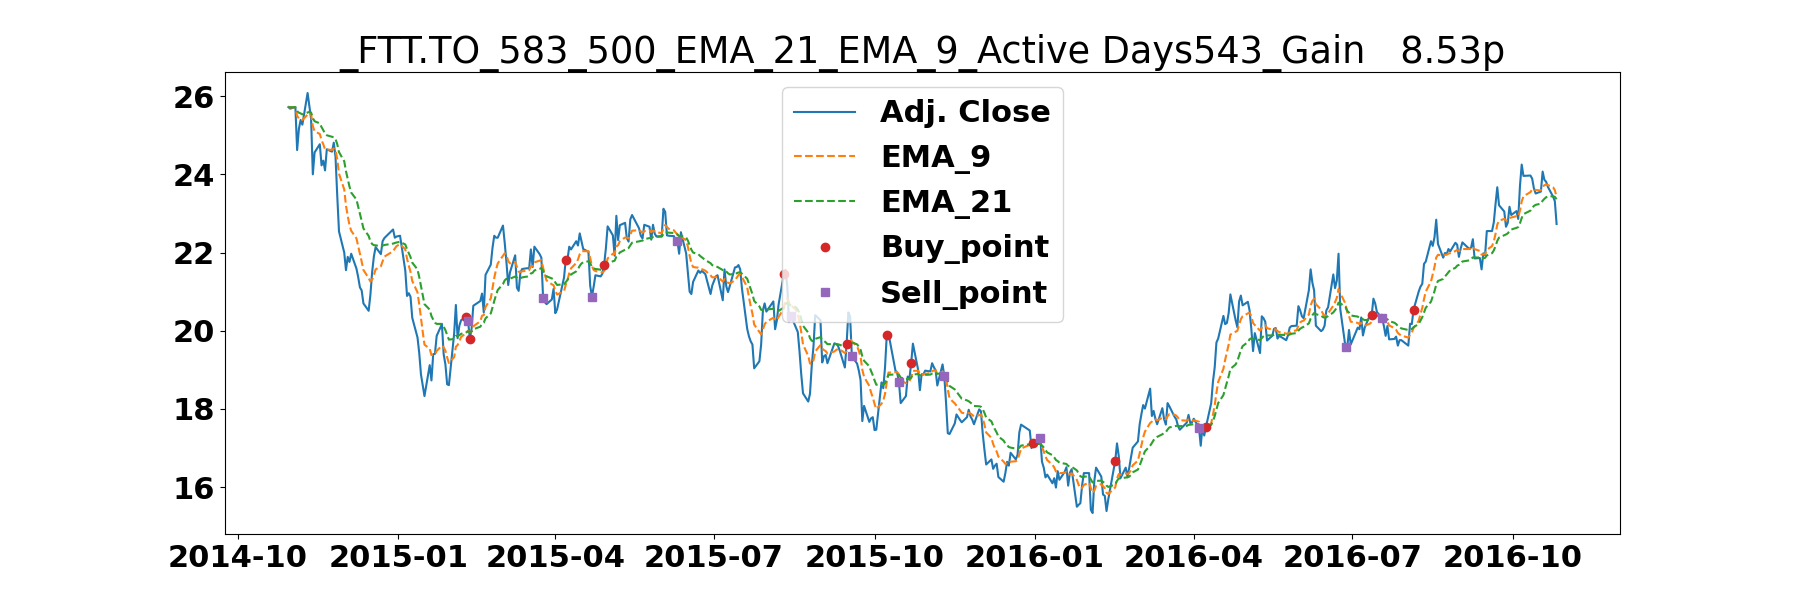 _FTT.TO_583_500_EMA_21_EMA_9_Active Days543_Gain   8.53p
Adj. Close
EMA_9
EMA_21
Buy_point
Sell_point
26
24
22
20
18
16
2014-10 2015-01 2015-04 2015-07 2015-10 2016-01 2016-04 2016-07 2016-10